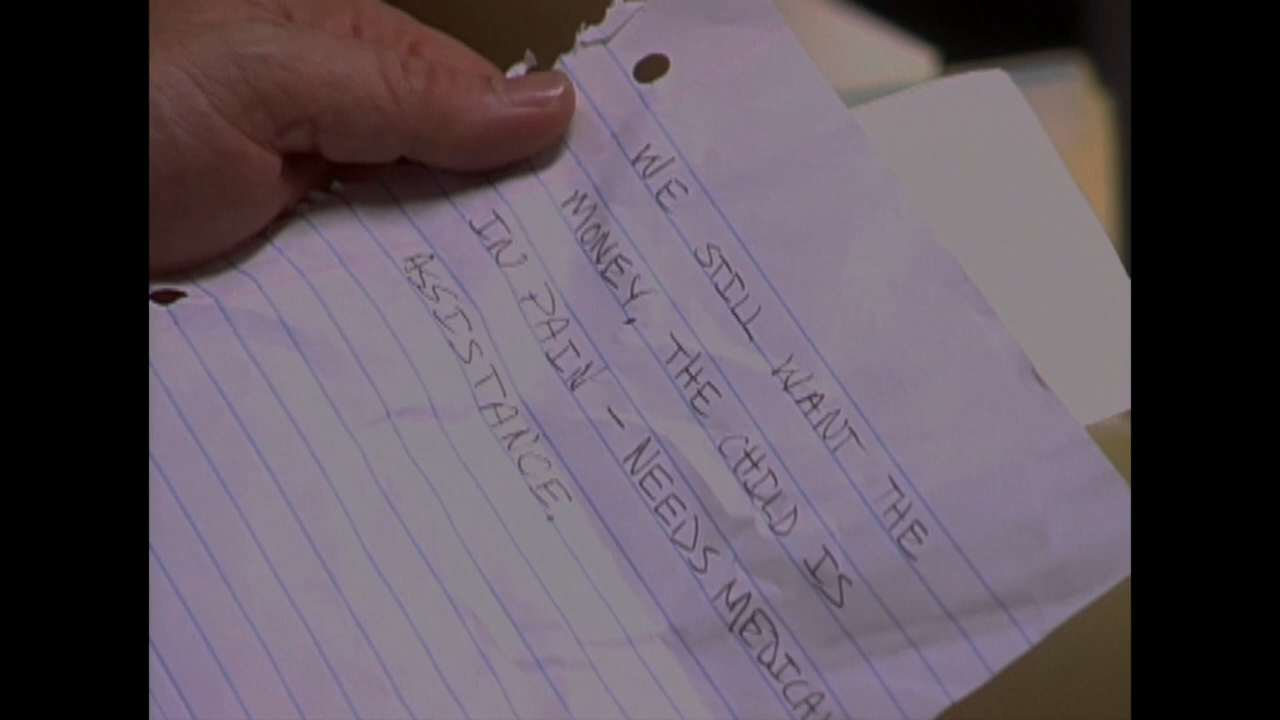 WE STILL WANT THE
MONEY, THE CHILD IS
IN PAIN - NEEDS MEDICA
ASSISTANCE.